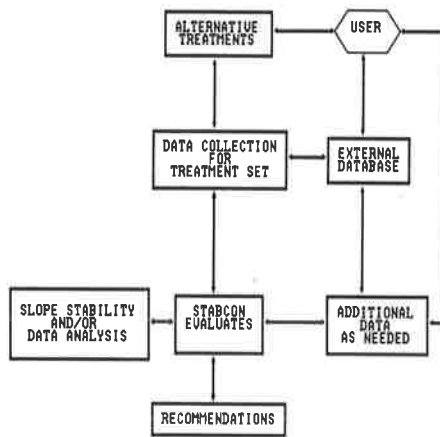 ALTERNATIVE
TREATMENTS
USER
DATA COLLECTION
FOR
TREATMENT SET
EXTERNAL
DATABASE
SLOPE STABILITY
AND/OR
DATA ANALYSIS
STABCON
EVALUATES
ADDITIONAL
DATA
AS NEEDED
RECOMMENDATIONS